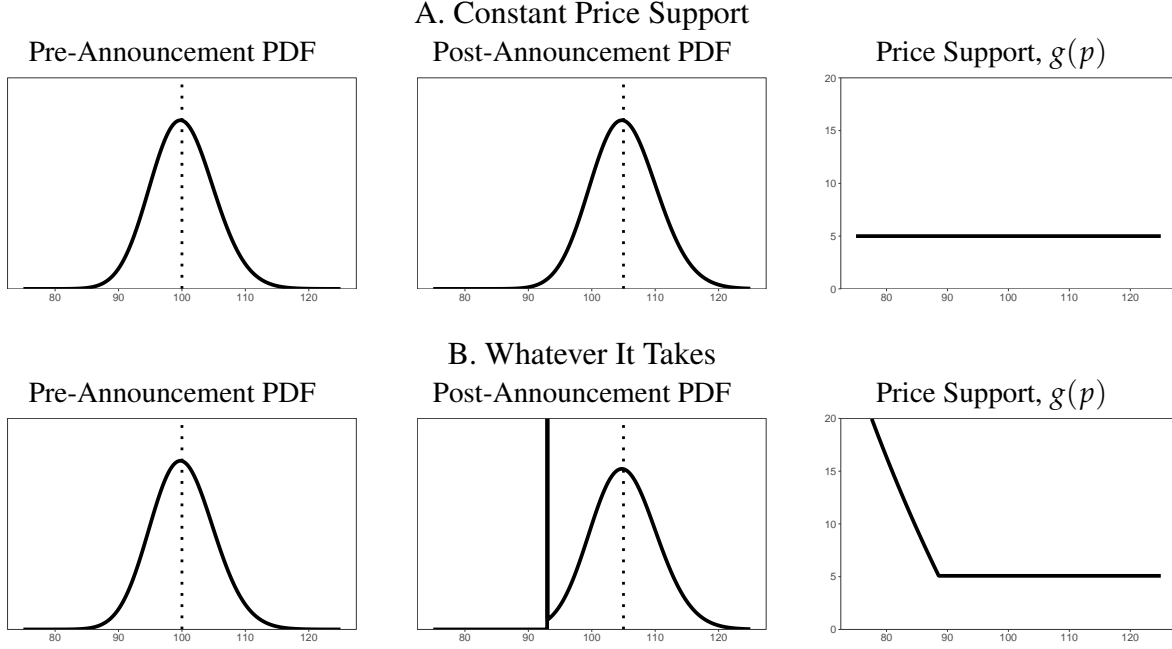 A. Constant Price Support
Pre-Announcement PDF
Post-Announcement PDF
Price Support, g(p)
20
15
10
5
0
80 90 100 110 120
80 90 100 110 120
80 90 100 110 120
B. Whatever It Takes
Pre-Announcement PDF
Post-Announcement PDF
Price Support, g(p)
20
15
10
5
0
80 90 100 110 120
80 90 100 110 120
80 90 100 110 120